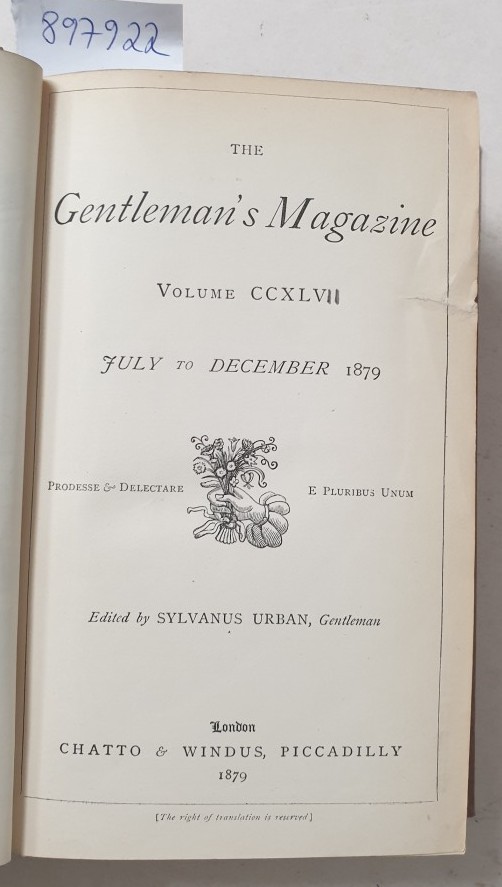 897922
THE
Gentleman's Magazine
VOLUME CCXLVII
JULY TO DECEMBER 1879
PRODESSE & DELECTARE E PLURIBUS UNUM
Edited by SYLVANUS URBAN, Gentleman
London
CHATTO & WINDUS, PICCADILLY
1879
[The right of translation is reserved]